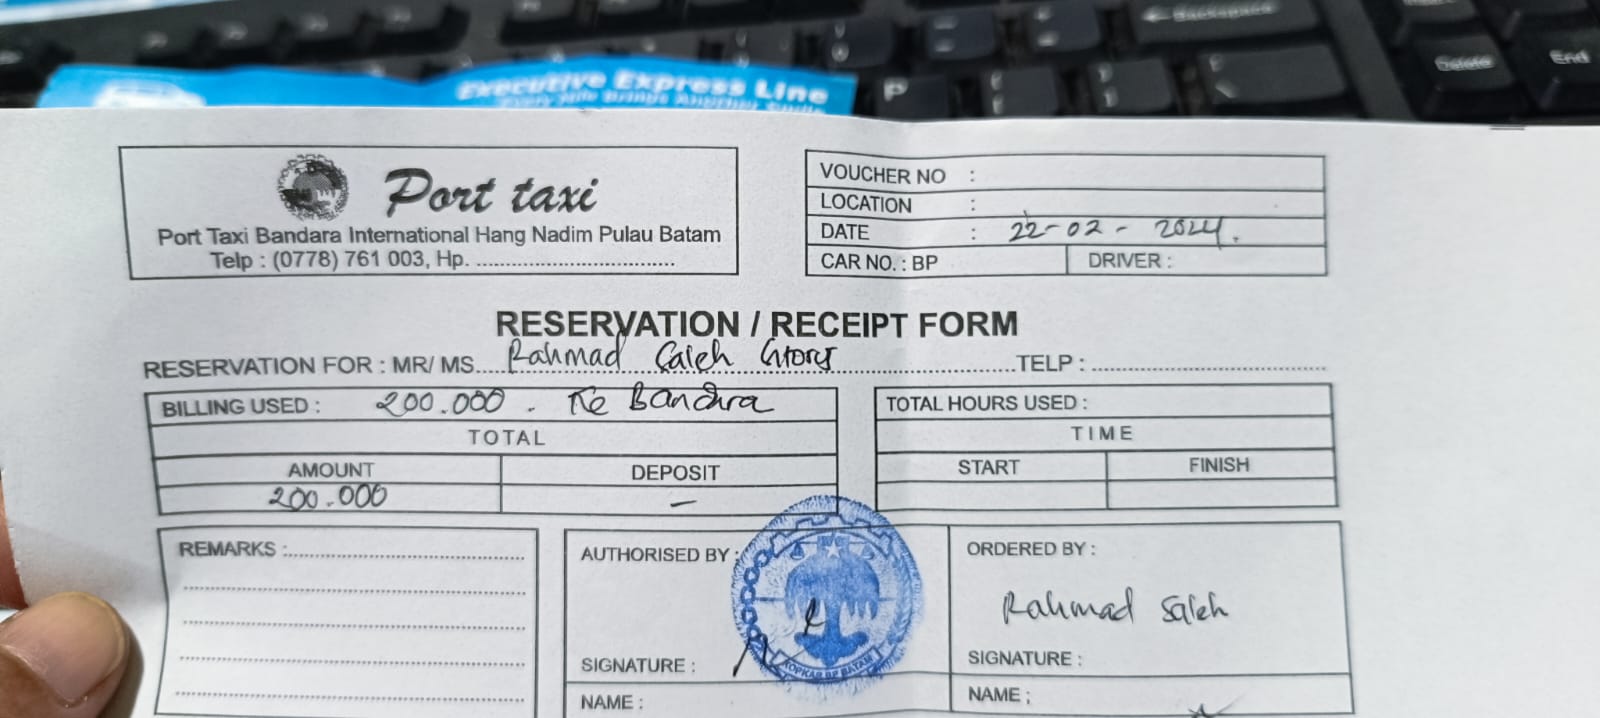 Backspace
Delete
End
P
Executive Express Line
Port taxi
Port Taxi Bandara International Hang Nadim Pulau Batam
Telp : (0778) 761 003, Hp. ..........................................
VOUCHER NO :
LOCATION :
DATE : 22-02-2024.
CAR NO. : BP DRIVER :
RESERVATION / RECEIPT FORM
RESERVATION FOR : MR/ MS. Rahmad Saleh TELP :
BILLING USED : 200.000 . Ke Bandara
TOTAL
AMOUNT DEPOSIT
200.000 –
TOTAL HOURS USED :
TIME
START FINISH
REMARKS :
AUTHORISED BY :
SIGNATURE :
NAME :
KOPKAR BP BATAM
ORDERED BY :
Rahmad Saleh
SIGNATURE :
NAME :